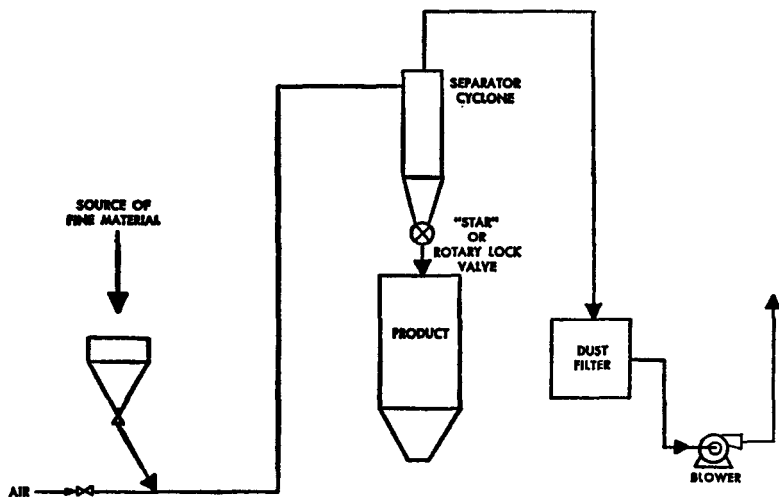 SEPARATOR
CYCLONE
SOURCE OF
FINE MATERIAL
"STAR"
OR
ROTARY LOCK
VALVE
PRODUCT
DUST
FILTER
AIR
BLOWER